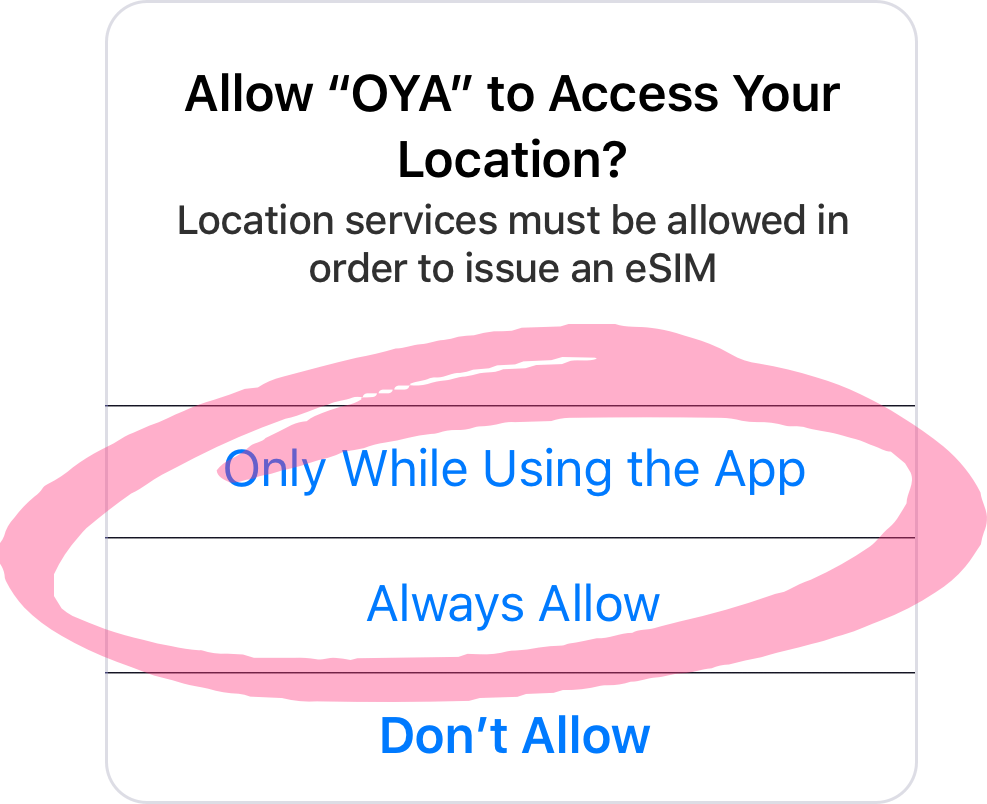 Allow “OYA” to Access Your
Location?
Location services must be allowed in
order to issue an eSIM
Only While Using the App
Always Allow
Don’t Allow